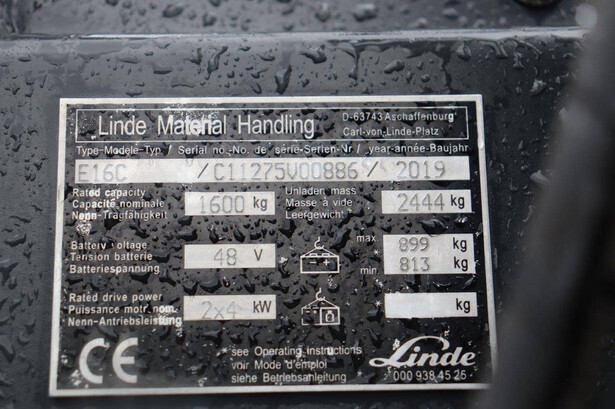 Linde Material Handling
D-63743 Aschaffenburg
Carl-von-Linde-Platz
Type-Modele-Typ / Serial no.-No. de série-Serien-Nr / year-année-Baujahr
E16C / C11275V00886 / 2019
Rated capacity
Capacité nominale
Nenn-Tragfähigkeit
1600 kg
Unladen mass
Masse à vide
Leergewicht
2444 kg
Battery voltage
Tension batterie
Batteriespannung
48 V
max 899 kg
min 813 kg
Rated drive power
Puissance motr. nom.
Nenn-Antriebsleistung
2x4 kW
kg
CE
see Operating Instructions
voir Mode d'emploi
siehe Betriebsanleitung
Linde
000 938 45 26